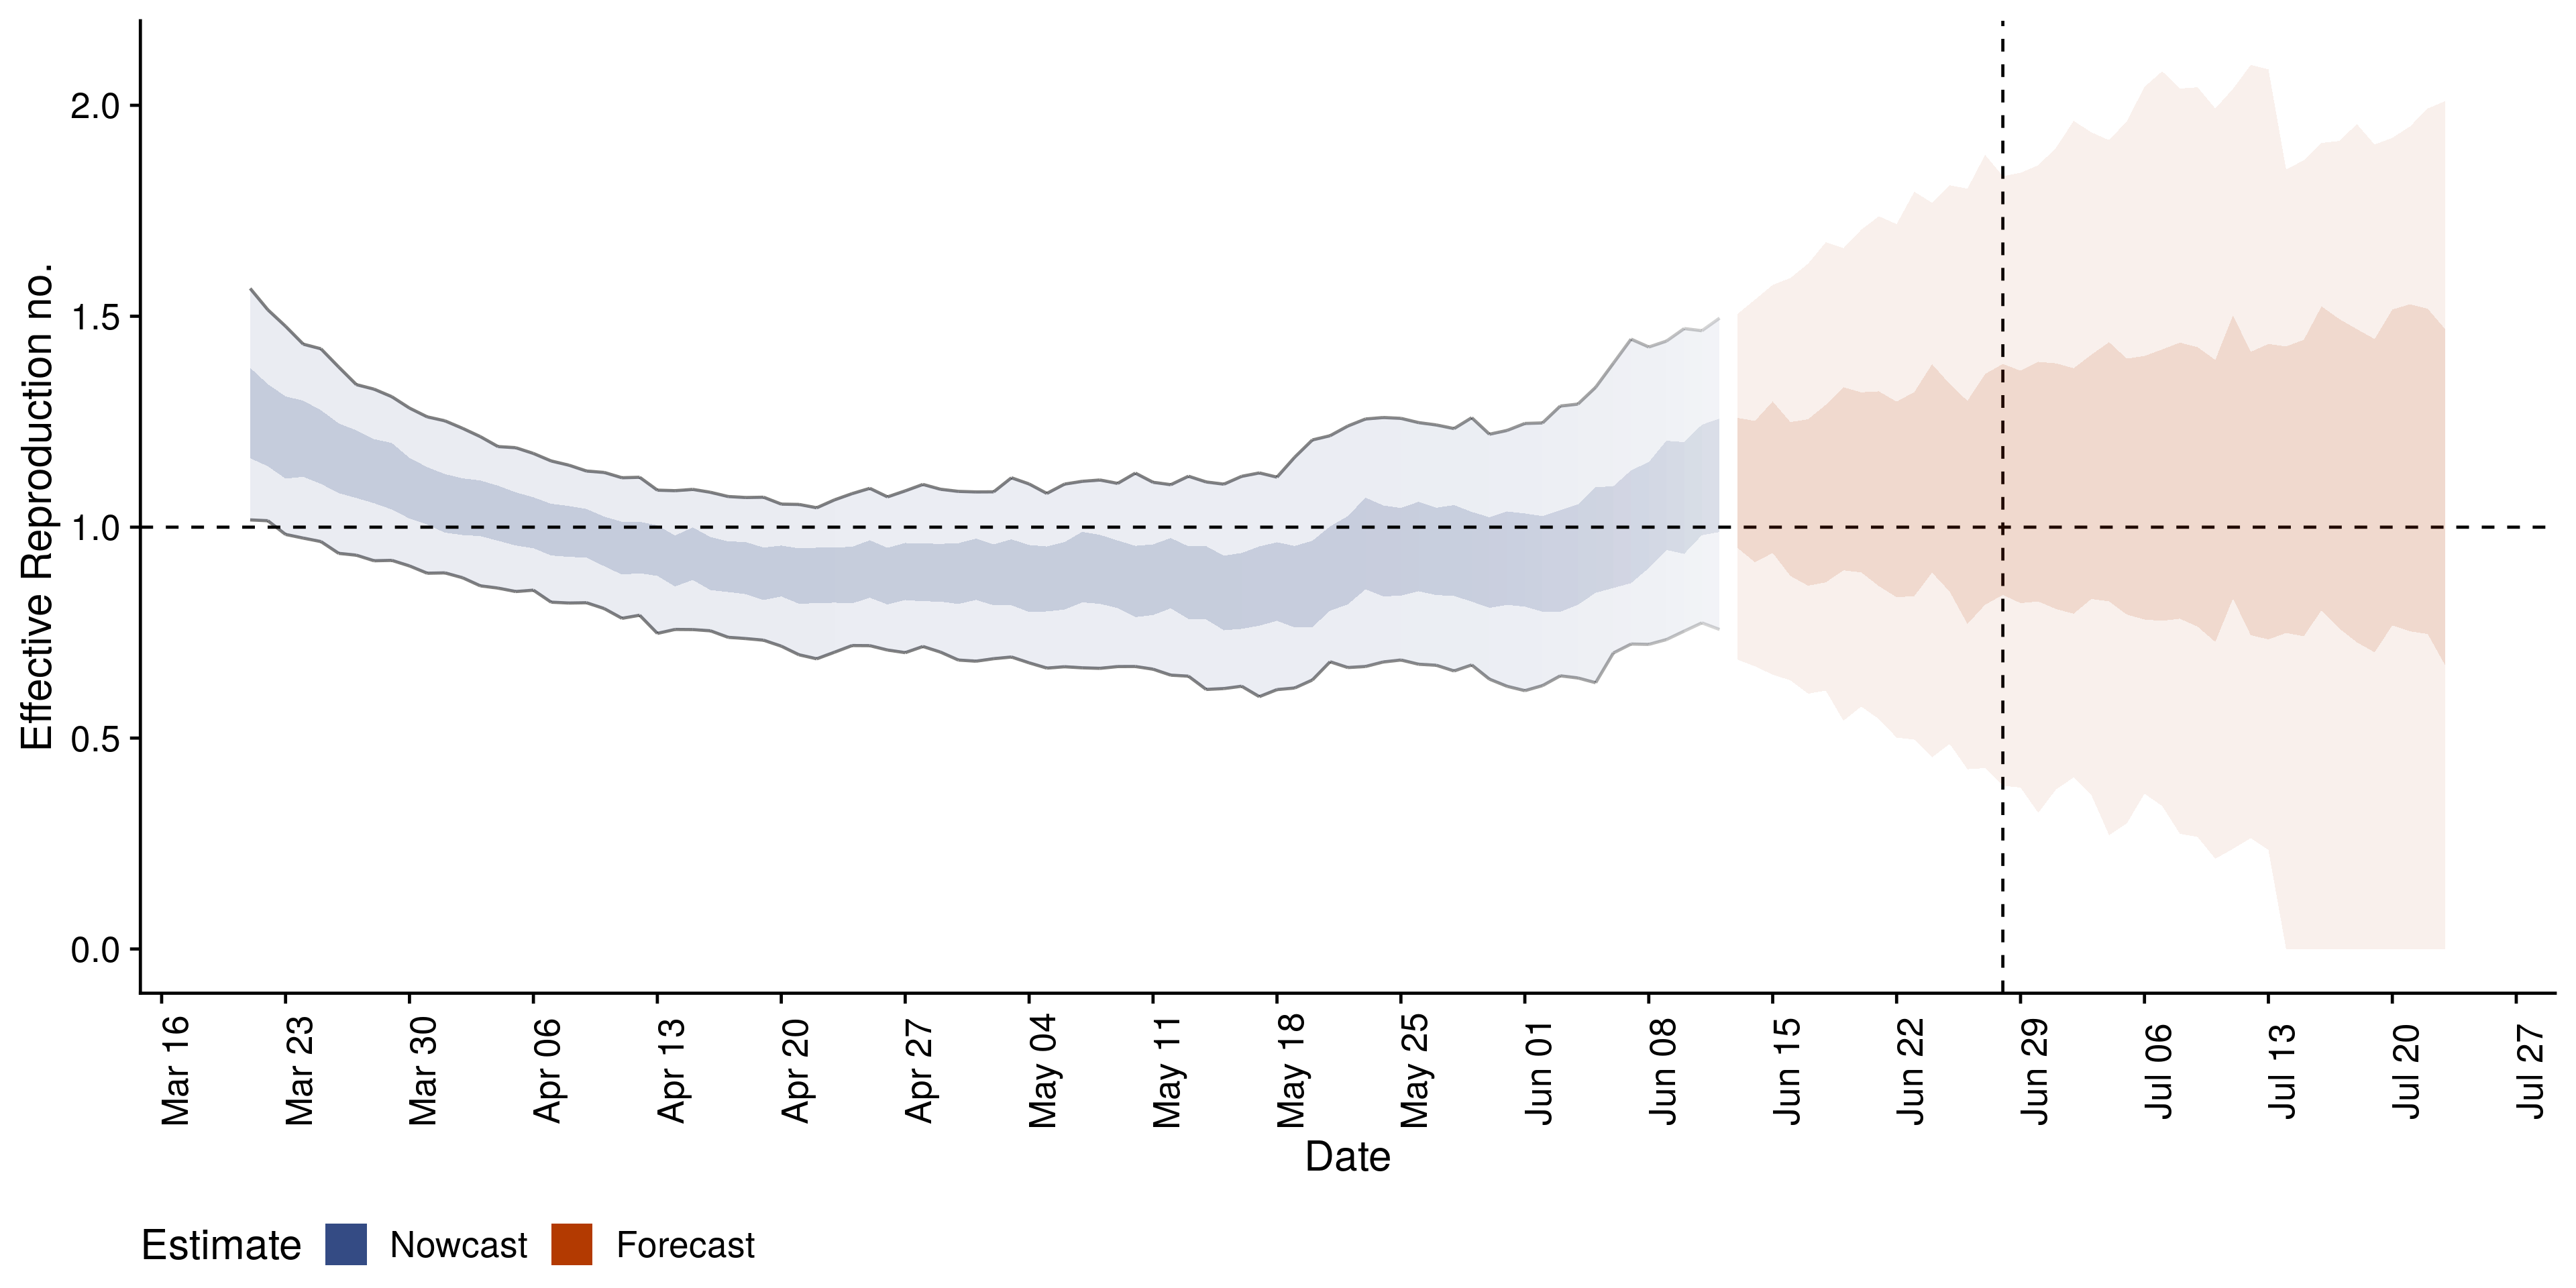 Effective Reproduction no.
2.0
1.5
1.0
0.5
0.0
Mar 16
Mar 23
Mar 30
Apr 06
Apr 13
Apr 20
Apr 27
May 04
May 11
May 18
May 25
Jun 01
Jun 08
Jun 15
Jun 22
Jun 29
Jul 06
Jul 13
Jul 20
Jul 27
Date
Estimate Nowcast Forecast